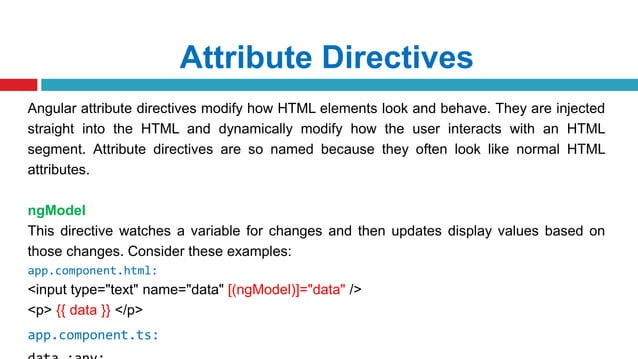 Attribute Directives
Angular attribute directives modify how HTML elements look and behave. They are injected
straight into the HTML and dynamically modify how the user interacts with an HTML
segment. Attribute directives are so named because they often look like normal HTML
attributes.
ngModel
This directive watches a variable for changes and then updates display values based on
those changes. Consider these examples:
app.component.html:
<input type="text" name="data" [(ngModel)]="data" />
<p> {{ data }} </p>
app.component.ts:
data :any;